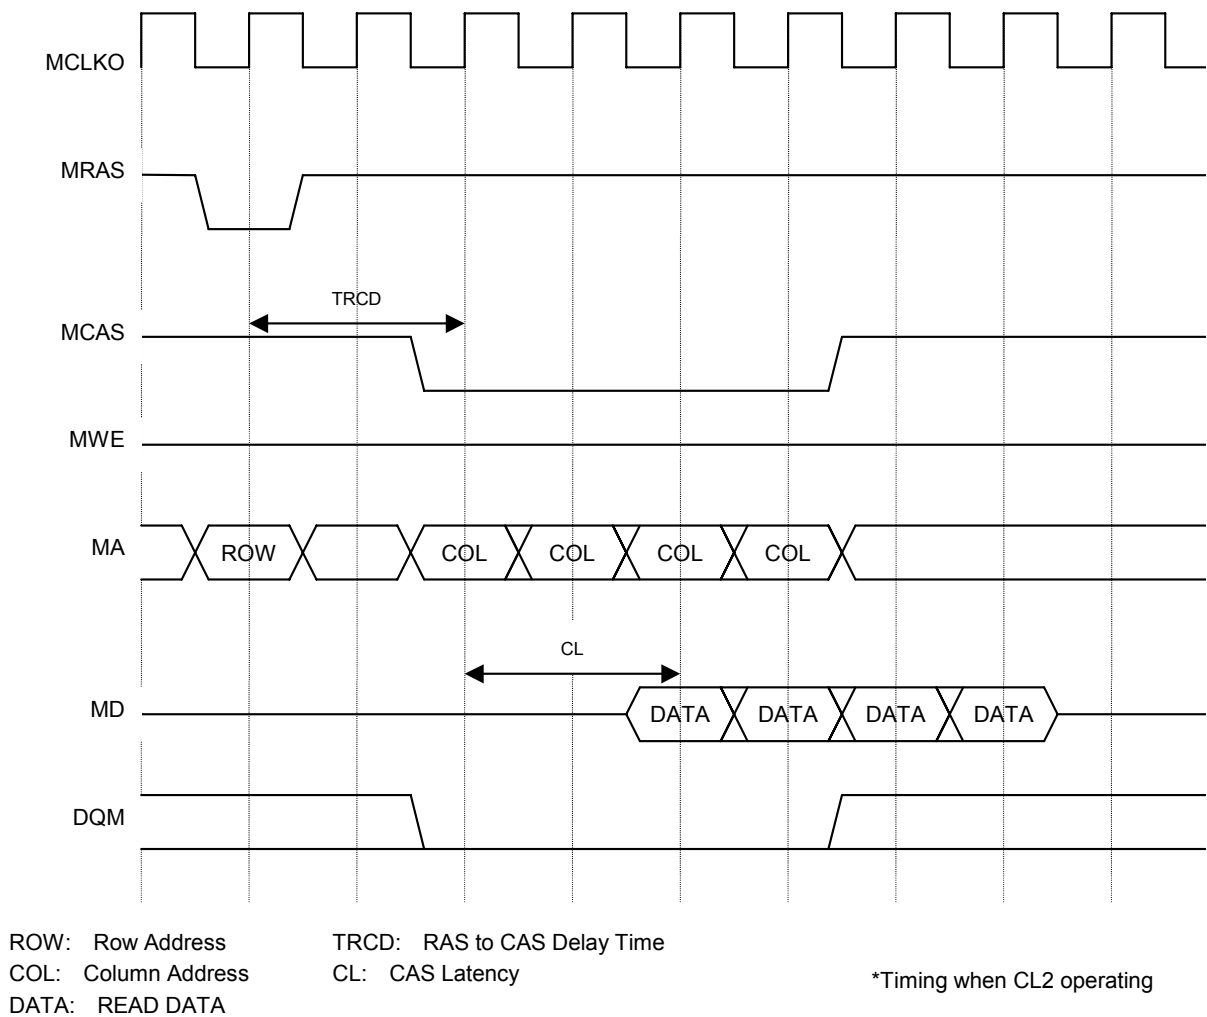 MCLKO
MRAS
TRCD
MCAS
MWE
MA
ROW COL COL COL COL
CL
MD
DATA DATA DATA DATA
DQM
ROW: Row Address TRCD: RAS to CAS Delay Time
COL: Column Address CL: CAS Latency
*Timing when CL2 operating
DATA: READ DATA